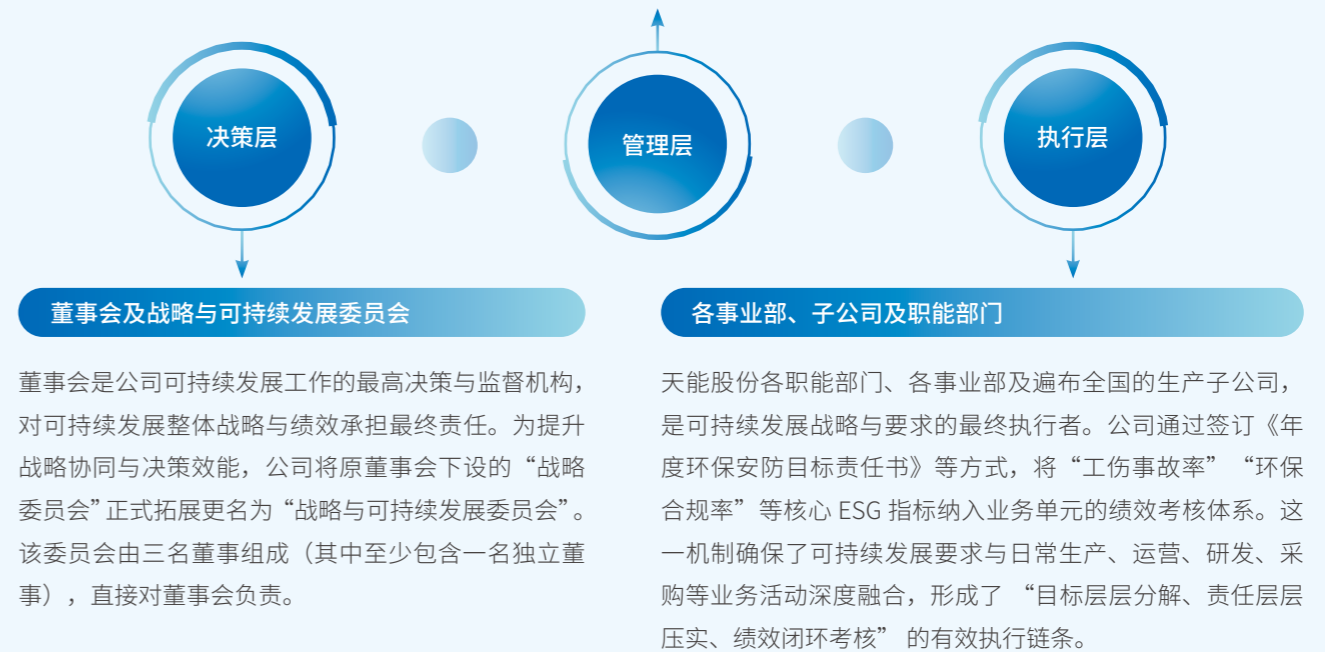 决策层
管理层
执行层
董事会及战略与可持续发展委员会
董事会是公司可持续发展工作的最高决策与监督机构，
对可持续发展整体战略与绩效承担最终责任。为提升
战略协同与决策效能，公司将原董事会下设的“战略
委员会”正式拓展更名为“战略与可持续发展委员会”。
该委员会由三名董事组成（其中至少包含一名独立董
事），直接对董事会负责。
各事业部、子公司及职能部门
天能股份各职能部门、各事业部及遍布全国的生产子公司，
是可持续发展战略与要求的最终执行者。公司通过签订《年
度环保安防目标责任书》等方式，将“工伤事故率”“环保
合规率”等核心 ESG 指标纳入业务单元的绩效考核体系。这
一机制确保了可持续发展要求与日常生产、运营、研发、采
购等业务活动深度融合，形成了 “目标层层分解、责任层层
压实、绩效闭环考核” 的有效执行链条。